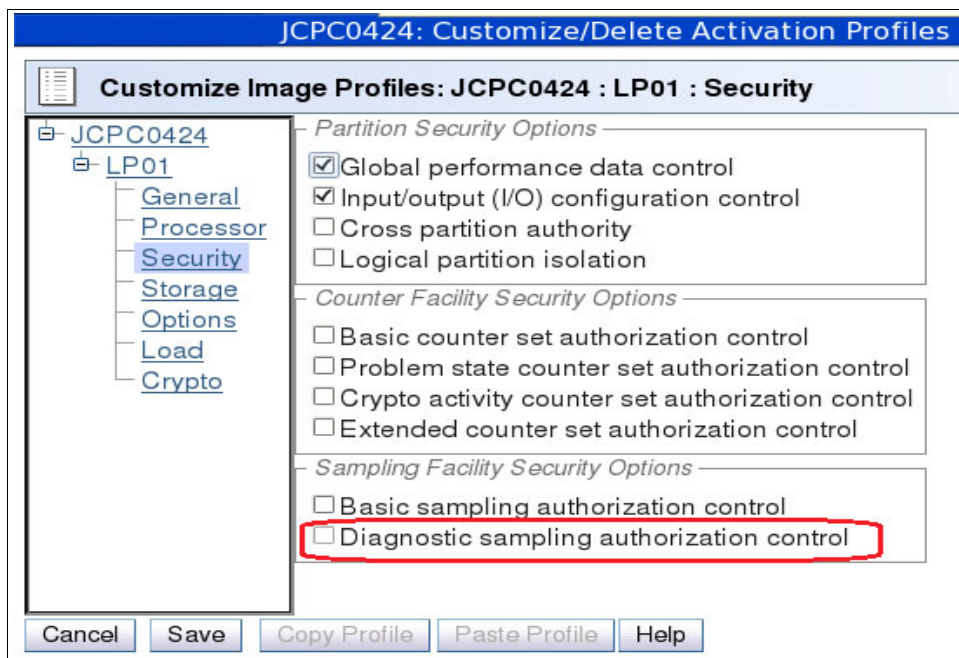 JCPC0424: Customize/Delete Activation Profiles
Customize Image Profiles: JCPC0424 : LP01 : Security
JCPC0424
LP01
General
Processor
Security
Storage
Options
Load
Crypto
Partition Security Options
Global performance data control
Input/output (I/O) configuration control
Cross partition authority
Logical partition isolation
Counter Facility Security Options
Basic counter set authorization control
Problem state counter set authorization control
Crypto activity counter set authorization control
Extended counter set authorization control
Sampling Facility Security Options
Basic sampling authorization control
Diagnostic sampling authorization control
Cancel Save Copy Profile Paste Profile Help